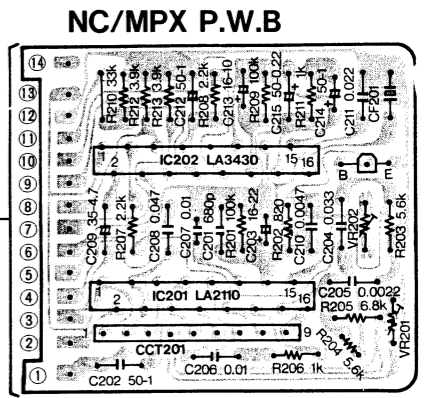 NC/MPX P.W.B
14
13
12
11
10
9
8
7
6
5
4
3
2
1
R210 33k
R212 3.9k
R213 3.9k
C212 50-1
R208 2.2k
C213 16-10
R209 100k
C215 50-0.22
R211 1k
C214 50-1
C211 0.022
CF201
1
2
IC202 LA3430
15
16
B
E
C209 35-4.7
R207 2.2k
C208 0.047
C207 0.01
C201 680p
R201 100k
C203 16-22
R202 820
C210 0.0047
C204 0.033
VR202
R203 5.6k
1
2
IC201 LA2110
15
16
C205 0.0022
R205 6.8k
VR201
CCT201
9
R204 5.6k
C202 50-1
C206 0.01
R206 1k